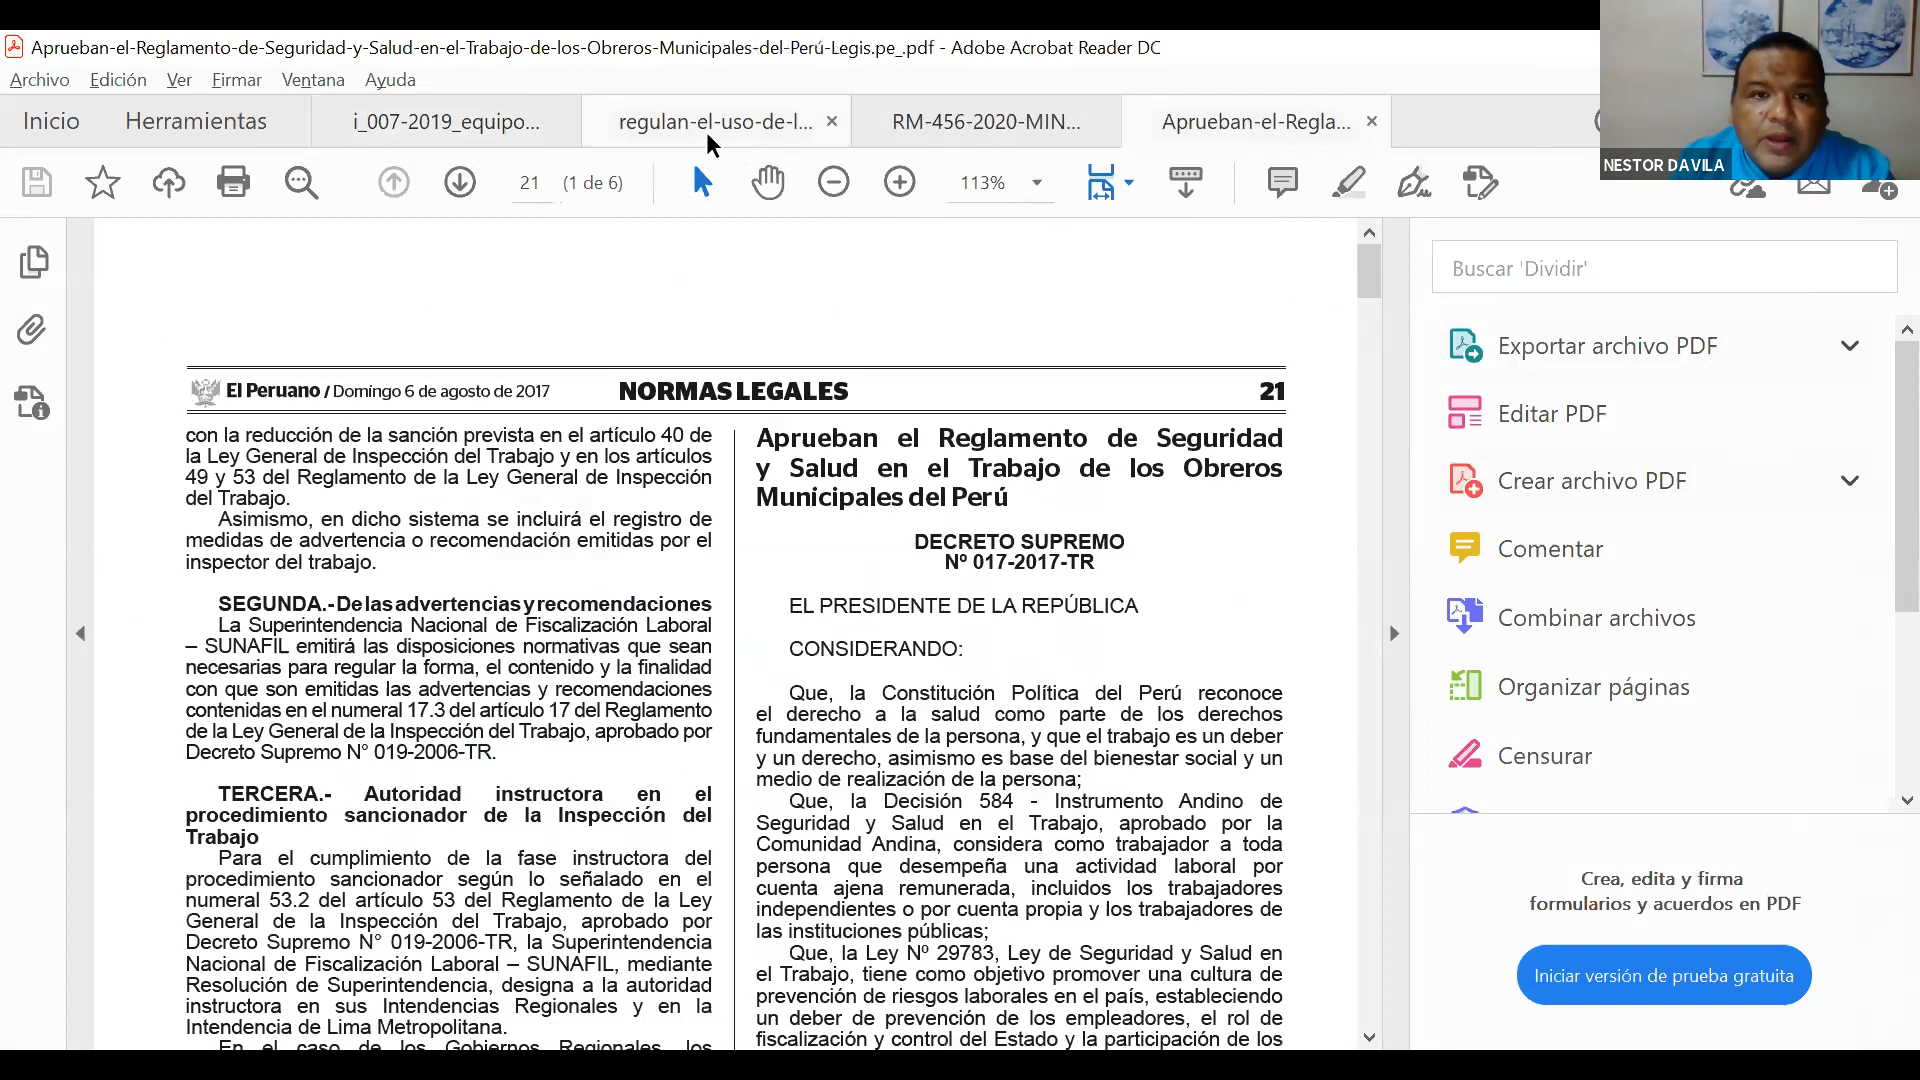 Aprueban-el-Reglamento-de-Seguridad-y-Salud-en-el-Trabajo-de-los-Obreros-Municipales-del-Perú-Legis.pe_.pdf - Adobe Acrobat Reader DC
Archivo Edición Ver Firmar Ventana Ayuda
Inicio Herramientas i_007-2019_equipo... regulan-el-uso-de-l... RM-456-2020-MIN... Aprueban-el-Regla...
NESTOR DAVILA
21 (1 de 6) 113%
Buscar 'Dividir'
Exportar archivo PDF
Editar PDF
Crear archivo PDF
Comentar
Combinar archivos
Organizar páginas
Censurar
Crea, edita y firma
formularios y acuerdos en PDF
Iniciar versión de prueba gratuita
El Peruano / Domingo 6 de agosto de 2017 NORMAS LEGALES 21
con la reducción de la sanción prevista en el artículo 40 de
la Ley General de Inspección del Trabajo y en los artículos
49 y 53 del Reglamento de la Ley General de Inspección
del Trabajo.
Asimismo, en dicho sistema se incluirá el registro de
medidas de advertencia o recomendación emitidas por el
inspector del trabajo.
SEGUNDA.- De las advertencias y recomendaciones
La Superintendencia Nacional de Fiscalización Laboral
– SUNAFIL emitirá las disposiciones normativas que sean
necesarias para regular la forma, el contenido y la finalidad
con que son emitidas las advertencias y recomendaciones
contenidas en el numeral 17.3 del artículo 17 del Reglamento
de la Ley General de la Inspección del Trabajo, aprobado por
Decreto Supremo N° 019-2006-TR.
TERCERA.- Autoridad instructora en el
procedimiento sancionador de la Inspección del
Trabajo
Para el cumplimiento de la fase instructora del
procedimiento sancionador según lo señalado en el
numeral 53.2 del artículo 53 del Reglamento de la Ley
General de la Inspección del Trabajo, aprobado por
Decreto Supremo N° 019-2006-TR, la Superintendencia
Nacional de Fiscalización Laboral – SUNAFIL, mediante
Resolución de Superintendencia, designa a la autoridad
instructora en sus Intendencias Regionales y en la
Intendencia de Lima Metropolitana.
En el caso de los Gobiernos Regionales, los
Aprueban el Reglamento de Seguridad
y Salud en el Trabajo de los Obreros
Municipales del Perú
DECRETO SUPREMO
Nº 017-2017-TR
EL PRESIDENTE DE LA REPÚBLICA
CONSIDERANDO:
Que, la Constitución Política del Perú reconoce
el derecho a la salud como parte de los derechos
fundamentales de la persona, y que el trabajo es un deber
y un derecho, asimismo es base del bienestar social y un
medio de realización de la persona;
Que, la Decisión 584 - Instrumento Andino de
Seguridad y Salud en el Trabajo, aprobado por la
Comunidad Andina, considera como trabajador a toda
persona que desempeña una actividad laboral por
cuenta ajena remunerada, incluidos los trabajadores
independientes o por cuenta propia y los trabajadores de
las instituciones públicas;
Que, la Ley Nº 29783, Ley de Seguridad y Salud en
el Trabajo, tiene como objetivo promover una cultura de
prevención de riesgos laborales en el país, estableciendo
un deber de prevención de los empleadores, el rol de
fiscalización y control del Estado y la participación de los